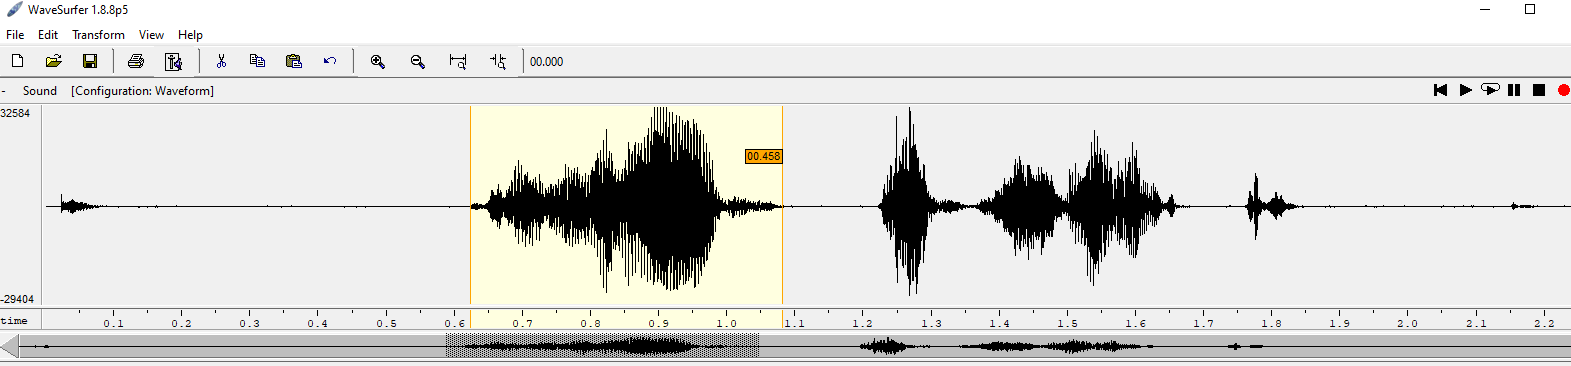 WaveSurfer 1.8.8p5
File Edit Transform View Help
00.000
- Sound [Configuration: Waveform]
32584
00.458
-29404
time 0.1 0.2 0.3 0.4 0.5 0.6 0.7 0.8 0.9 1.0 1.1 1.2 1.3 1.4 1.5 1.6 1.7 1.8 1.9 2.0 2.1 2.2